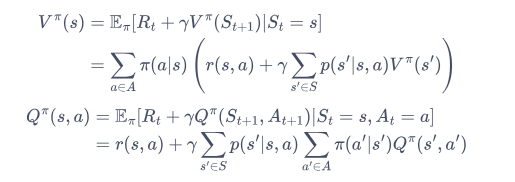 V^π(s) = 𝔼_π[R_t + γV^π(S_{t+1})|S_t = s]
= ∑_{a∈A} π(a|s) (r(s, a) + γ ∑_{s′∈S} p(s′|s, a)V^π(s′))
Q^π(s, a) = 𝔼_π[R_t + γQ^π(S_{t+1}, A_{t+1})|S_t = s, A_t = a]
= r(s, a) + γ ∑_{s′∈S} p(s′|s, a) ∑_{a′∈A} π(a′|s′)Q^π(s′, a′)